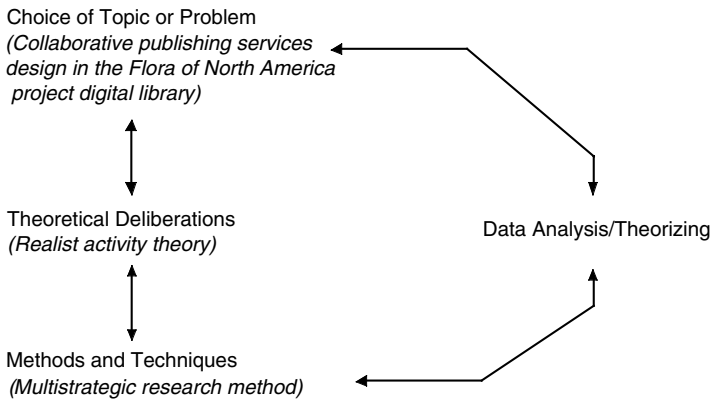 Choice of Topic or Problem
(Collaborative publishing services
design in the Flora of North America
project digital library)
Theoretical Deliberations
(Realist activity theory)
Data Analysis/Theorizing
Methods and Techniques
(Multistrategic research method)